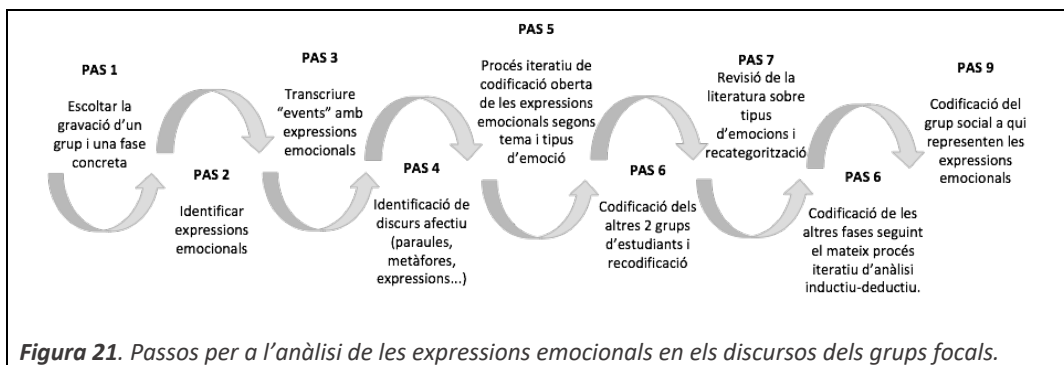 PAS 1
Escoltar la
gravació d’un
grup i una fase
concreta
PAS 2
Identificar
expressions
emocionals
PAS 3
Transcriure
“events” amb
expressions
emocionals
PAS 4
Identificació de
discurs afectiu
(paraules,
metàfores,
expressions...)
PAS 5
Procés iteratiu de
codificació oberta
de les expressions
emocionals segons
tema i tipus
d’emoció
PAS 6
Codificació dels
altres 2 grups
d’estudiants i
recodificació
PAS 7
Revisió de la
literatura sobre
tipus
d’emocions i
recategorització
PAS 6
Codificació de les
altres fases seguint
el mateix procés
iteratiu d’anàlisi
inductiu-deductiu.
PAS 9
Codificació del
grup social a qui
representen les
expressions
emocionals
Figura 21. Passos per a l’anàlisi de les expressions emocionals en els discursos dels grups focals.